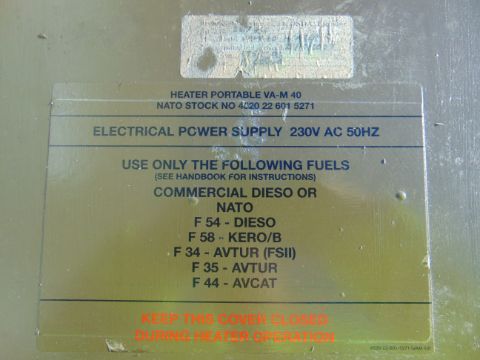 HEATER PORTABLE VA-M 40
NATO STOCK NO 4520 22 601 5271
ELECTRICAL POWER SUPPLY 230V AC 50HZ
USE ONLY THE FOLLOWING FUELS
(SEE HANDBOOK FOR INSTRUCTIONS)
COMMERCIAL DIESO OR
NATO
F 54 - DIESO
F 58 - KERO/B
F 34 - AVTUR (FSII)
F 35 - AVTUR
F 44 - AVCAT
KEEP THIS COVER CLOSED
DURING HEATER OPERATION